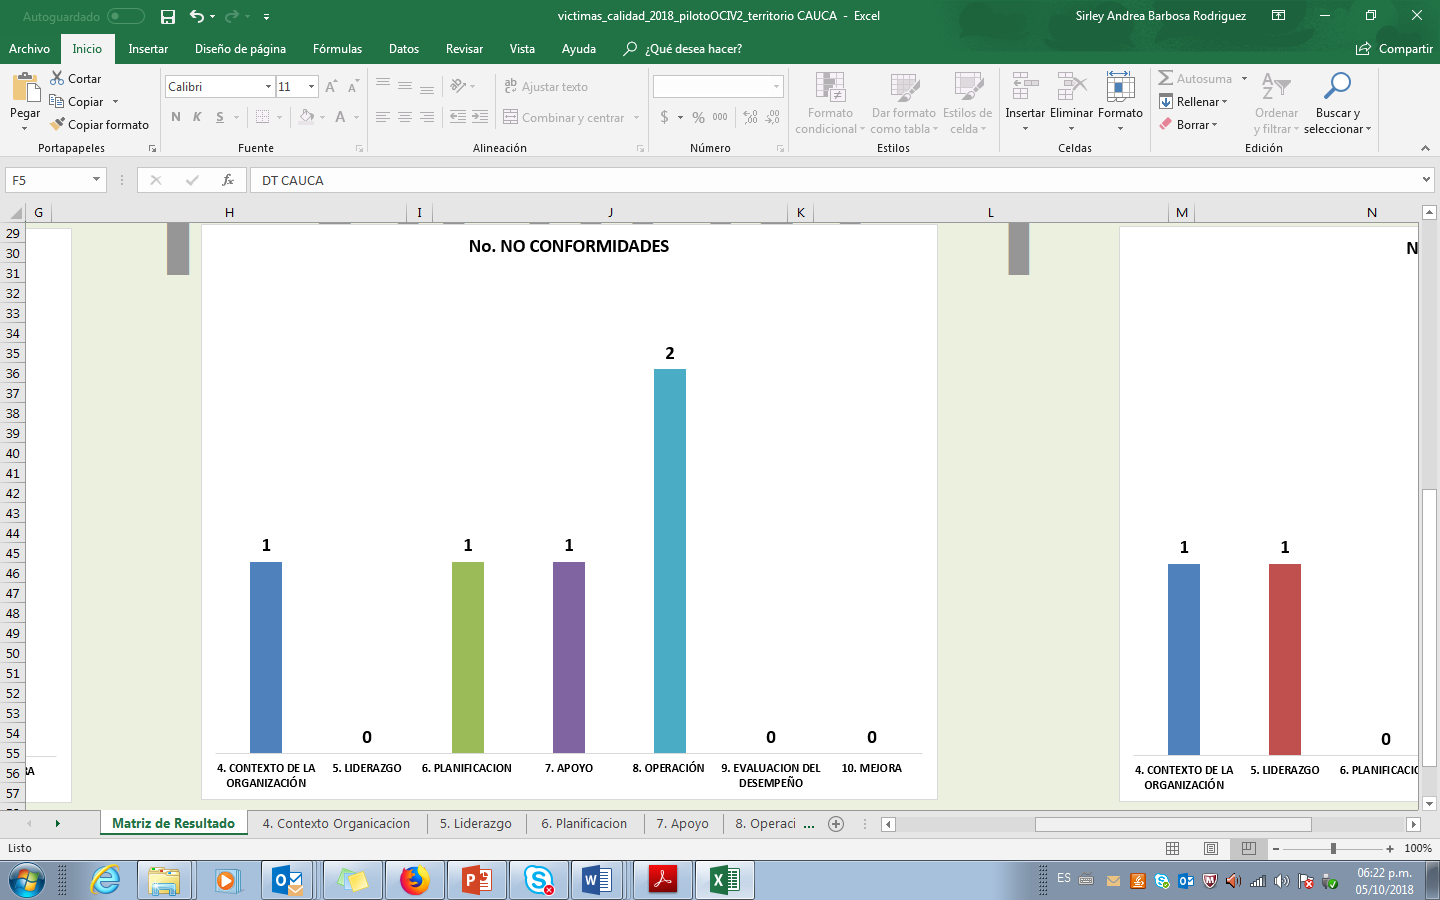 Autoguardado
victimas_calidad_2018_pilotoOCIV2_territorio CAUCA - Excel
Sirley Andrea Barbosa Rodriguez
Archivo Inicio Insertar Diseño de página Fórmulas Datos Revisar Vista Ayuda ¿Qué desea hacer? Compartir
Pegar
Cortar
Copiar
Copiar formato
Portapapeles
Calibri 11
N K S
Fuente
Ajustar texto
Combinar y centrar
Alineación
$ % 000
Número
Formato condicional
Dar formato como tabla
Estilos de celda
Estilos
Insertar Eliminar Formato
Celdas
Autosuma
Rellenar
Borrar
Ordenar y filtrar
Buscar y seleccionar
Edición
F5 fx DT CAUCA
G H I J K L M N
29
30
31
32
33
34
35
36
37
38
39
40
41
42
43
44
45
46
47
48
49
50
51
52
53
54
55
56
57
No. NO CONFORMIDADES
1 0 1 1 2 0 0
4. CONTEXTO DE LA ORGANIZACIÓN
5. LIDERAZGO
6. PLANIFICACION
7. APOYO
8. OPERACIÓN
9. EVALUACION DEL DESEMPEÑO
10. MEJORA
N
1 1 0
4. CONTEXTO DE LA ORGANIZACIÓN
5. LIDERAZGO
6. PLANIFICAC
Matriz de Resultado 4. Contexto Organicacion 5. Liderazgo 6. Planificacion 7. Apoyo 8. Operaci ...
Listo
100%
ES
06:22 p.m.
05/10/2018